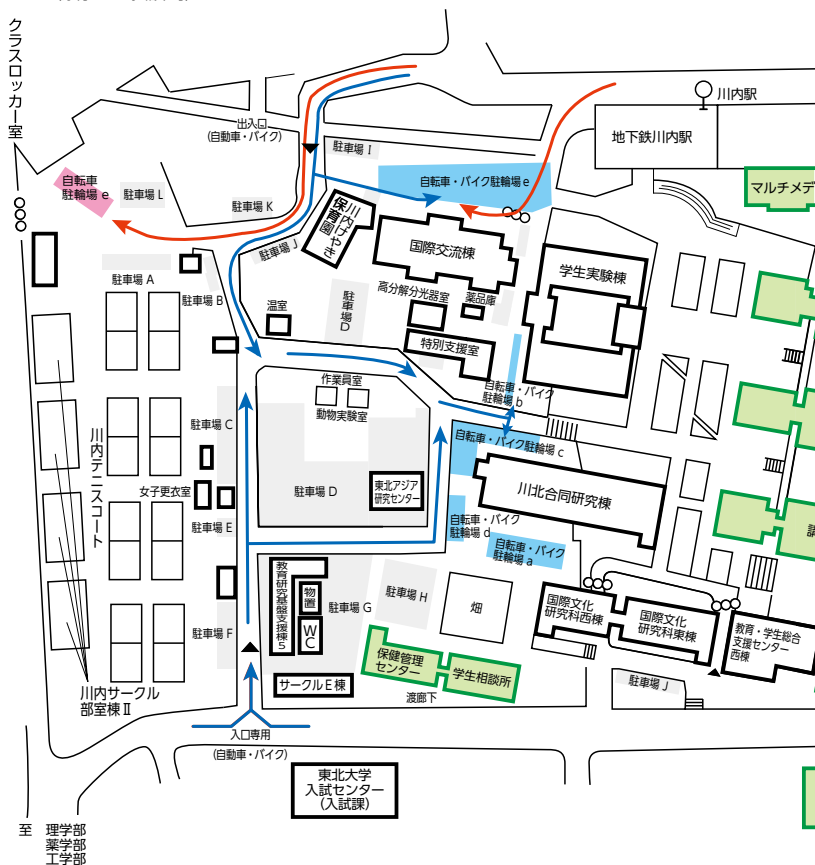 クラスロッカー室
出入口
(自動車・バイク)
駐車場 I
自転車
駐輪場 e
駐車場 L
駐車場 K
自転車・バイク駐輪場 e
川内駅
地下鉄川内駅
マルチメデ
川内けやき
保育園
国際交流棟
学生実験棟
駐車場 J
駐車場 A
駐車場 B
温室
駐車場 D
高分解分光器室
薬品庫
特別支援室
作業員室
動物実験室
自転車・バイク
駐輪場 b
駐車場 C
自転車・バイク駐輪場 c
川内テニスコート
女子更衣室
駐車場 D
東北アジア
研究センター
川北合同研究棟
駐車場 E
自転車・バイク
駐輪場 d
自転車・バイク
駐輪場 a
講
教育研究基盤支援棟5
物置
WC
駐車場 G
駐車場 H
畑
国際文化
研究科西棟
国際文化
研究科東棟
教育・学生総合
支援センター
西棟
駐車場 F
保健管理
センター
学生相談所
渡廊下
サークルE棟
駐車場 J
川内サークル
部室棟Ⅱ
入口専用
(自動車・バイク)
東北大学
入試センター
(入試課)
至
理学部
薬学部
工学部